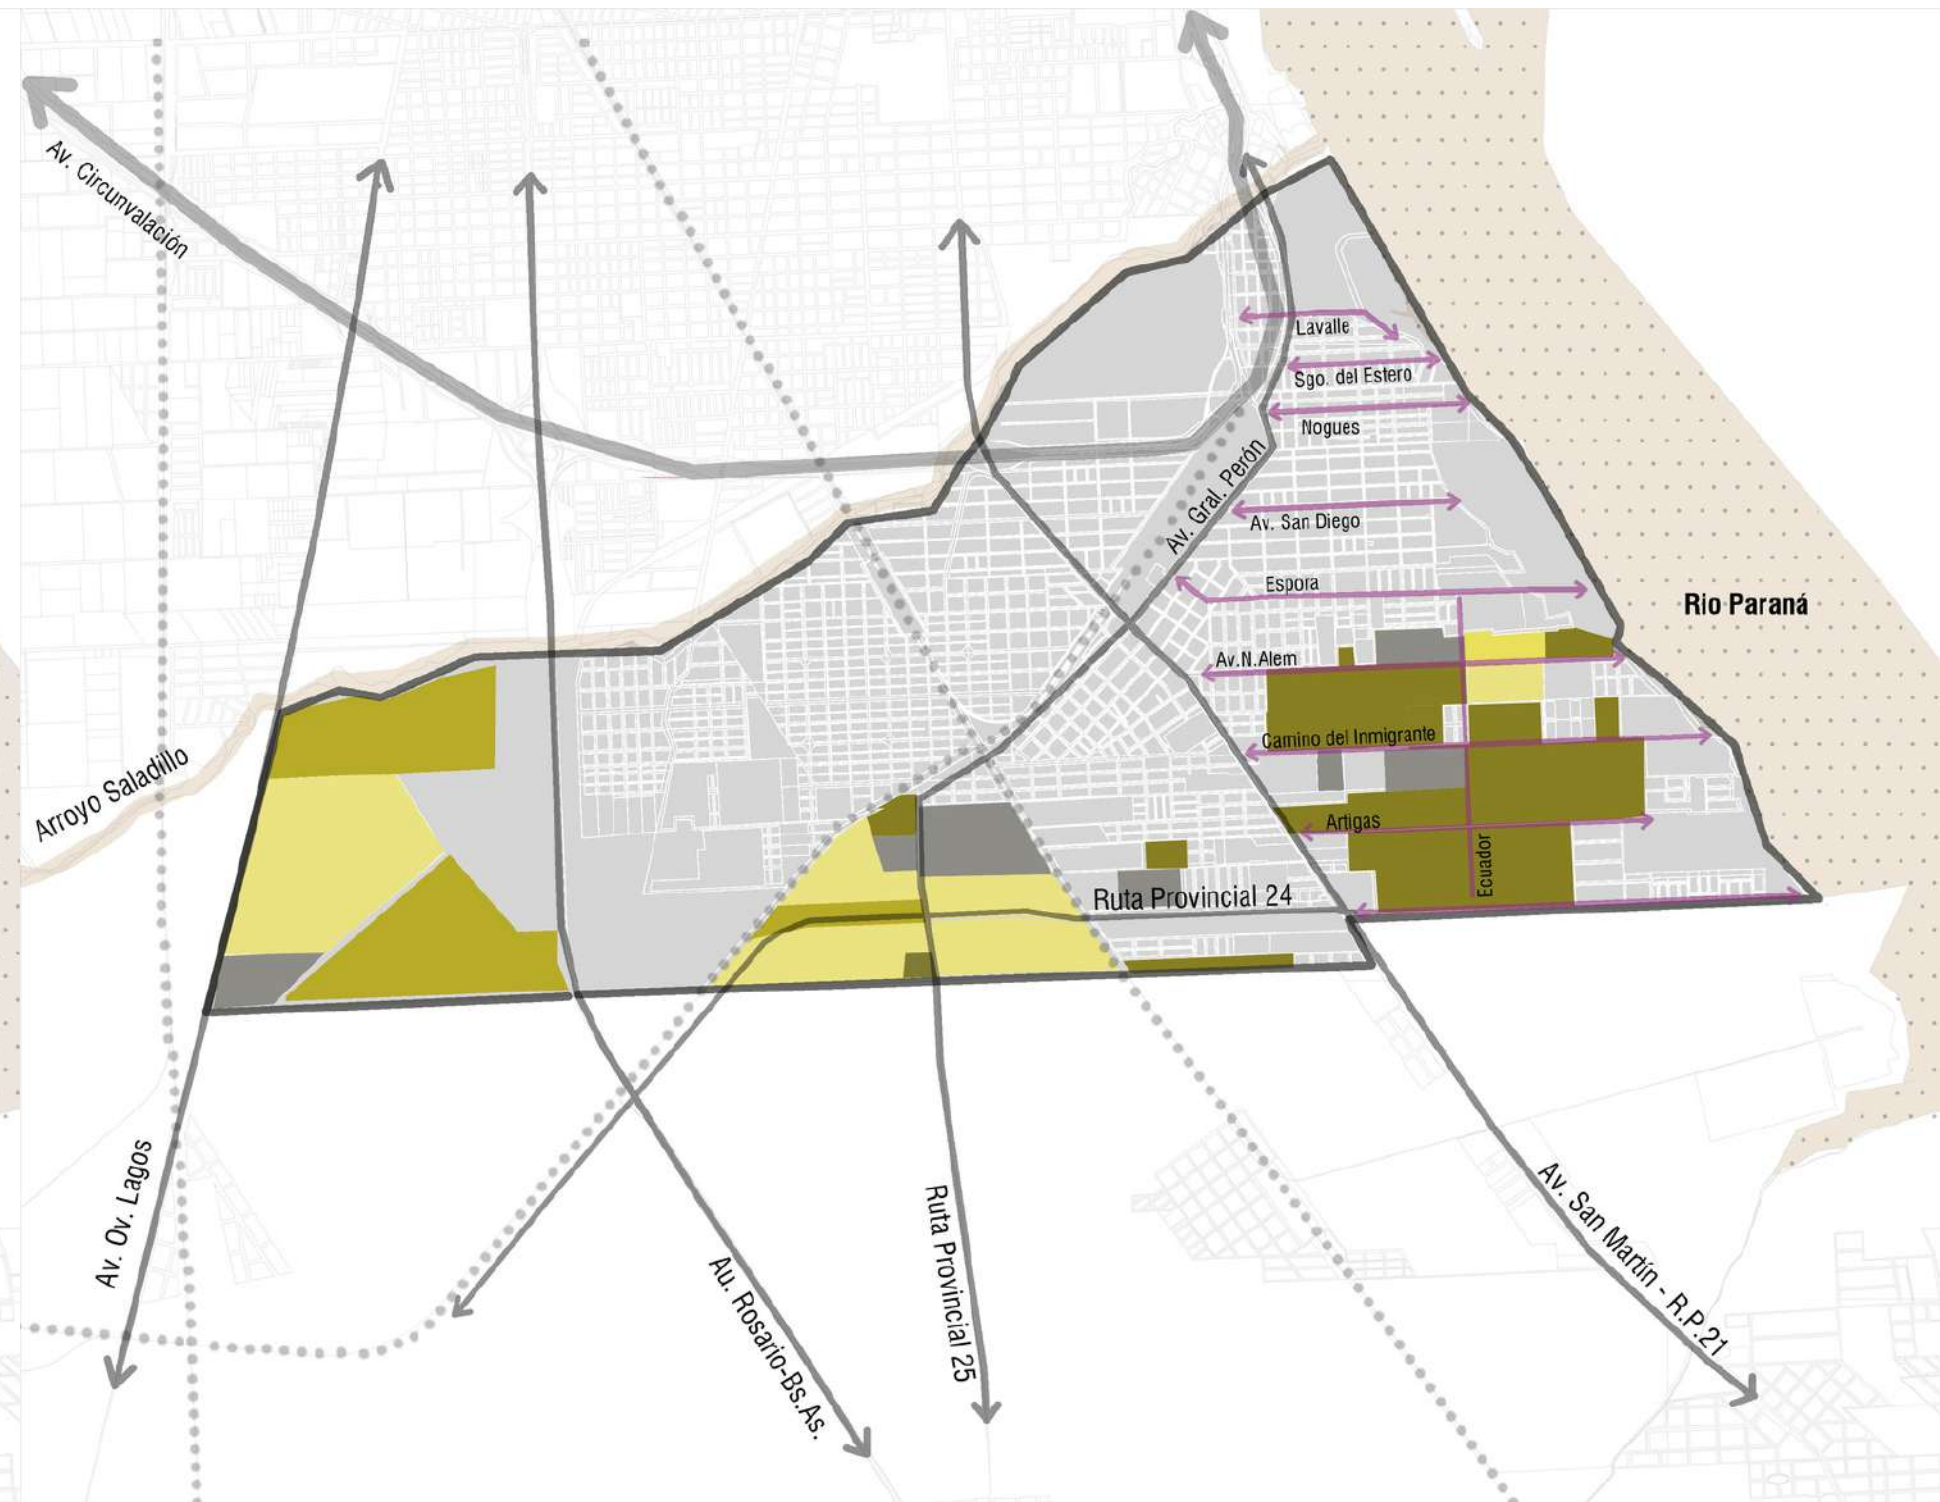 Av. Circunvalación
Lavalle
Sgo. del Estero
Nogues
Av. Gral. Perón
Av. San Diego
Espora
Rio Paraná
Av.N.Alem
Camino del Inmigrante
Arroyo Saladillo
Artigas
Ecuador
Ruta Provincial 24
Av. Ov. Lagos
Au. Rosario-Bs.As.
Ruta Provincial 25
Av. San Martín - R.P.21